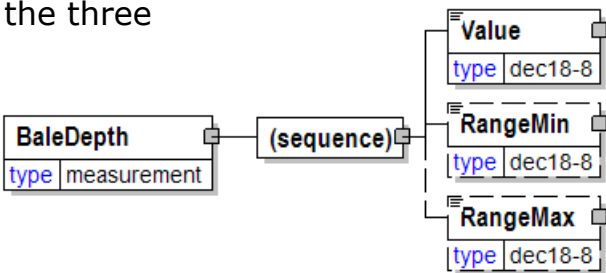 the three
Value
type dec18-8
BaleDepth
type measurement
(sequence)
RangeMin
type dec18-8
RangeMax
type dec18-8